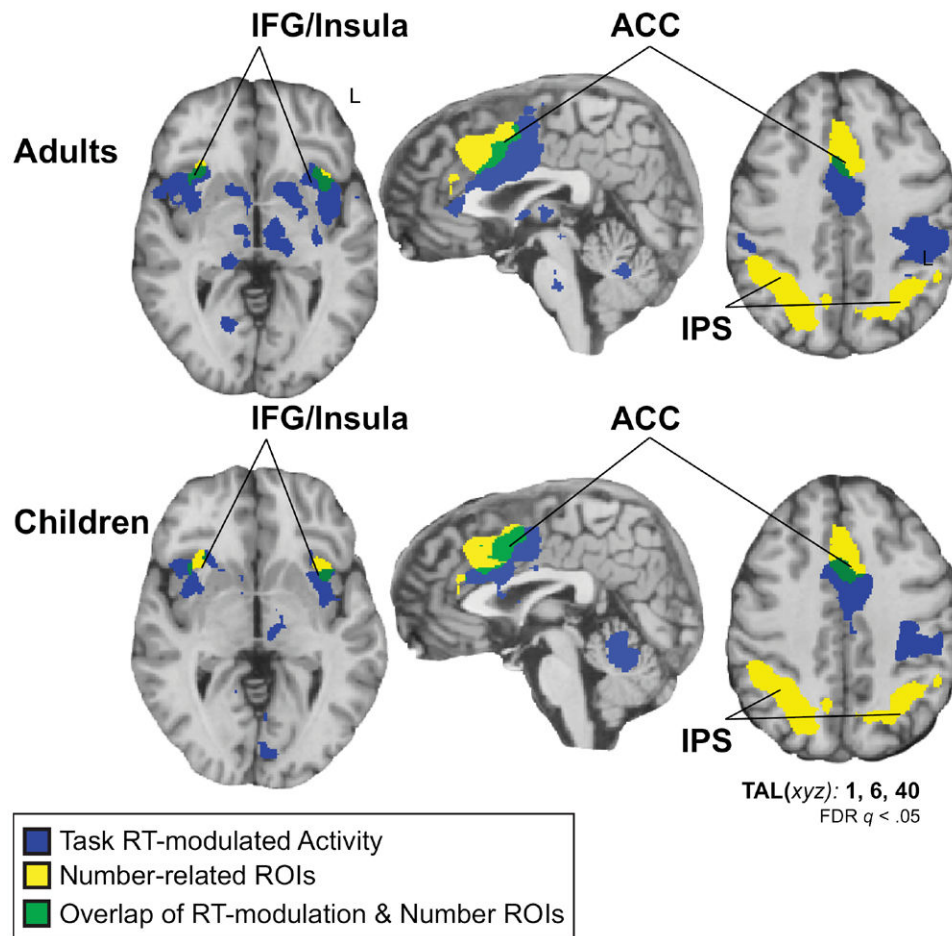 IFG/Insula
ACC
L
Adults
L
IPS
IFG/Insula
ACC
Children
IPS
TAL(xyz): 1, 6, 40
FDR q < .05
Task RT-modulated Activity
Number-related ROIs
Overlap of RT-modulation & Number ROIs